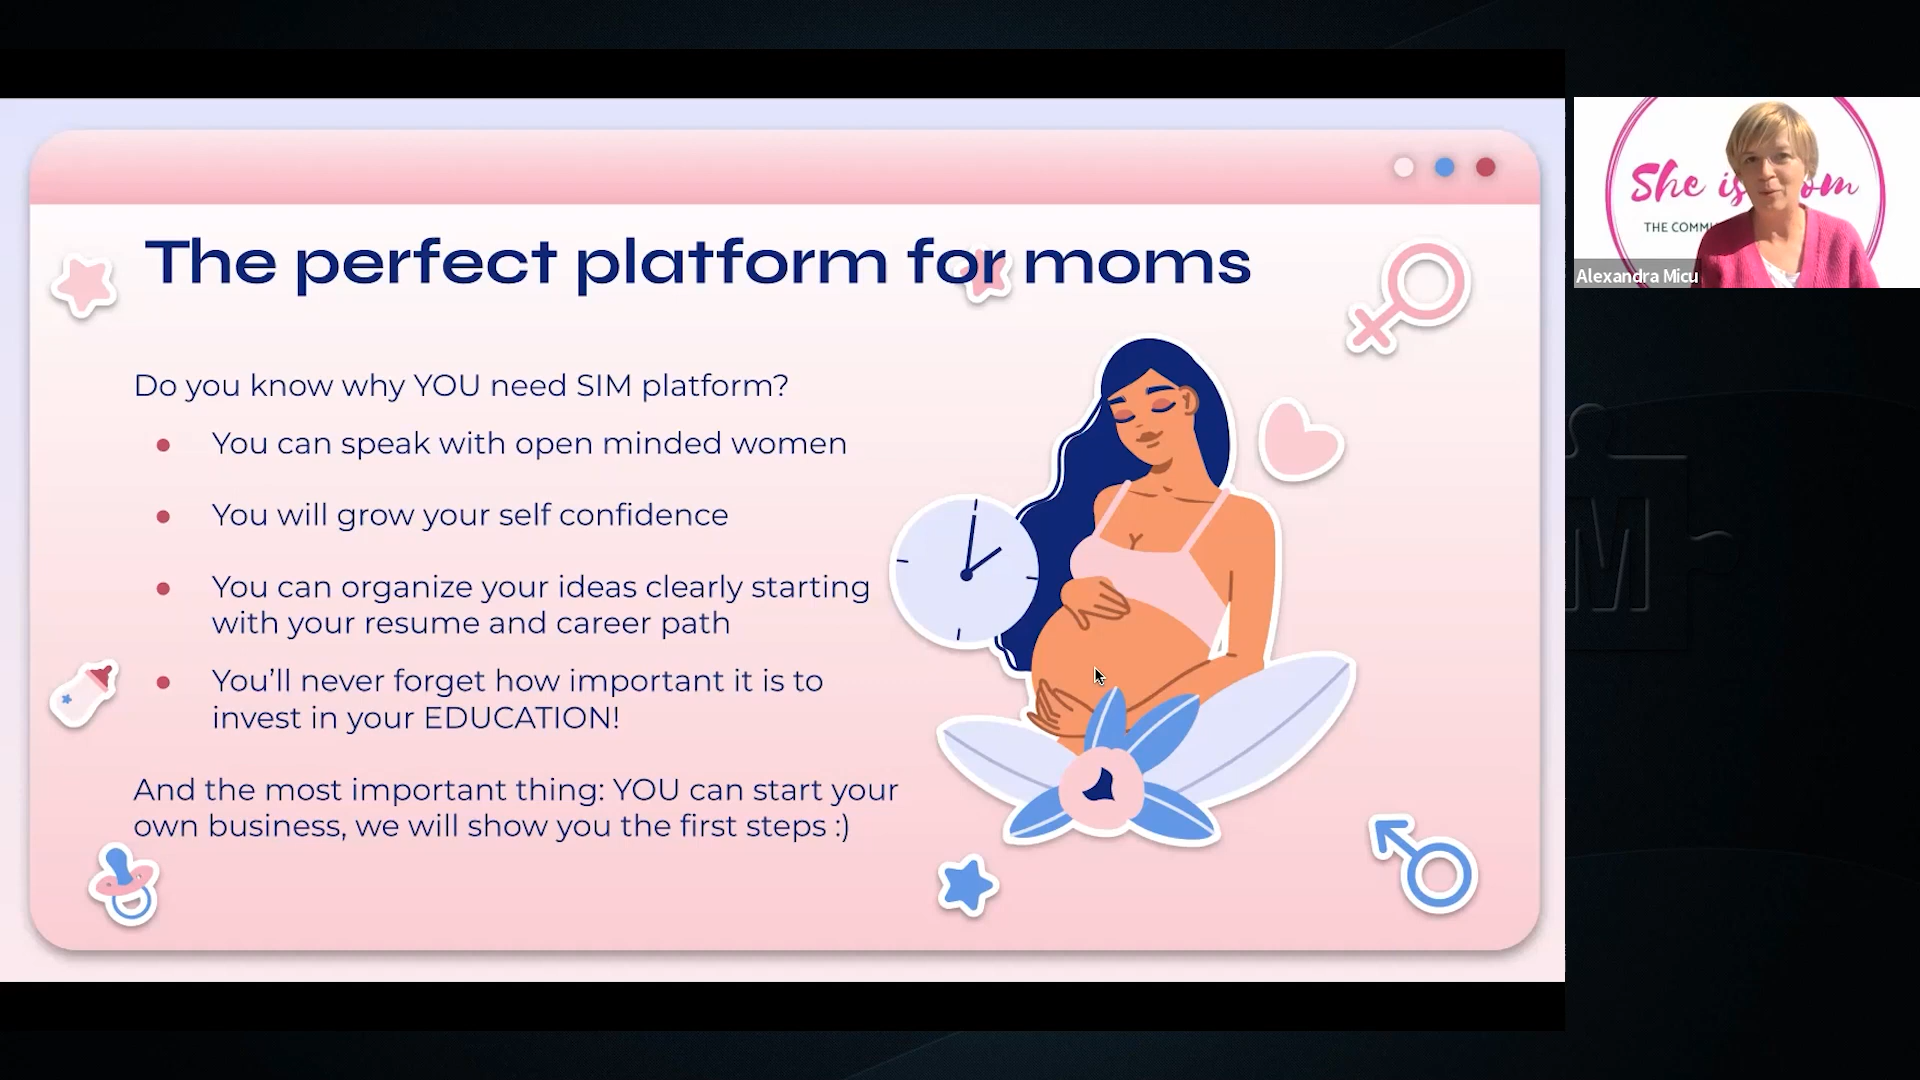 The perfect platform for moms
Do you know why YOU need SIM platform?
You can speak with open minded women
You will grow your self confidence
You can organize your ideas clearly starting
with your resume and career path
You’ll never forget how important it is to
invest in your EDUCATION!
And the most important thing: YOU can start your
own business, we will show you the first steps :)
She is
THE
Alexandra Micu
M